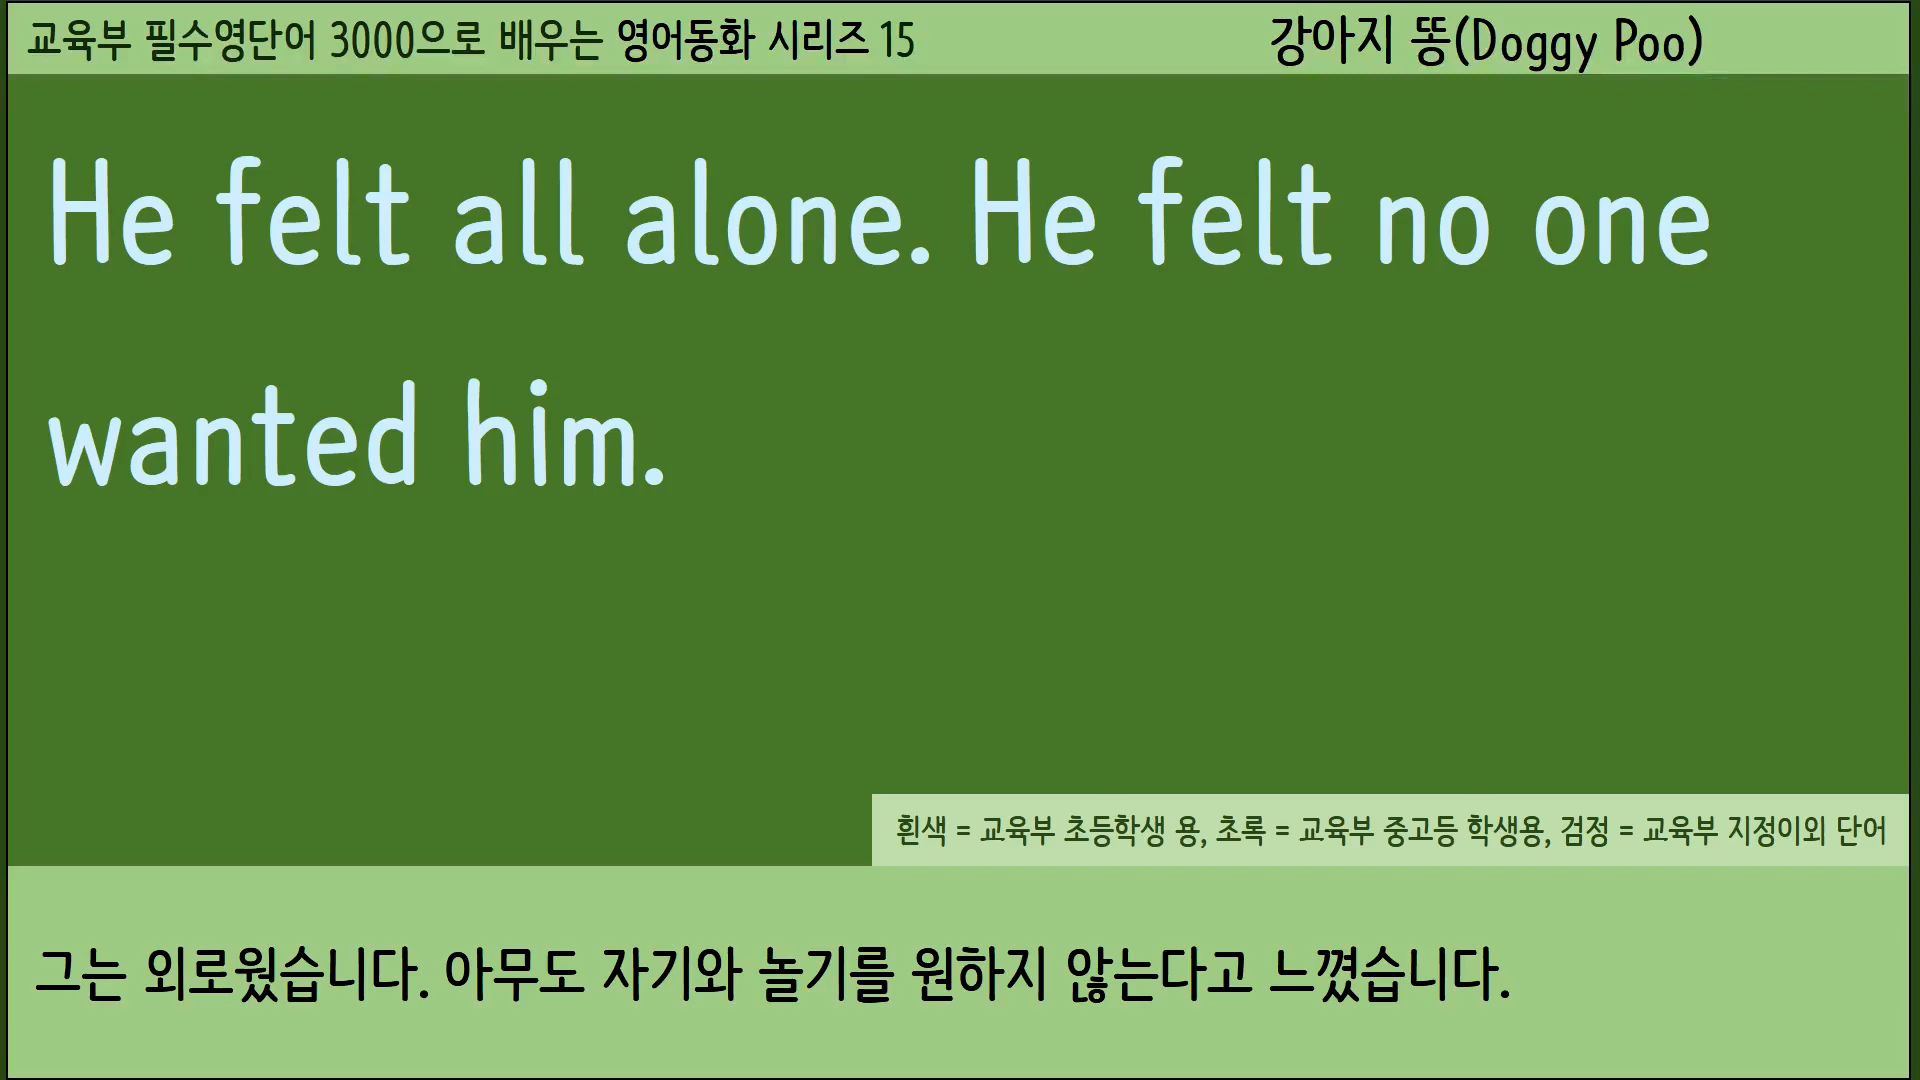 교육부 필수영단어 3000으로 배우는 영어동화 시리즈 15
강아지 똥(Doggy Poo)
He felt all alone. He felt no one
wanted him.
흰색 = 교육부 초등학생 용, 초록 = 교육부 중고등 학생용, 검정 = 교육부 지정이외 단어
그는 외로웠습니다. 아무도 자기와 놀기를 원하지 않는다고 느꼈습니다.